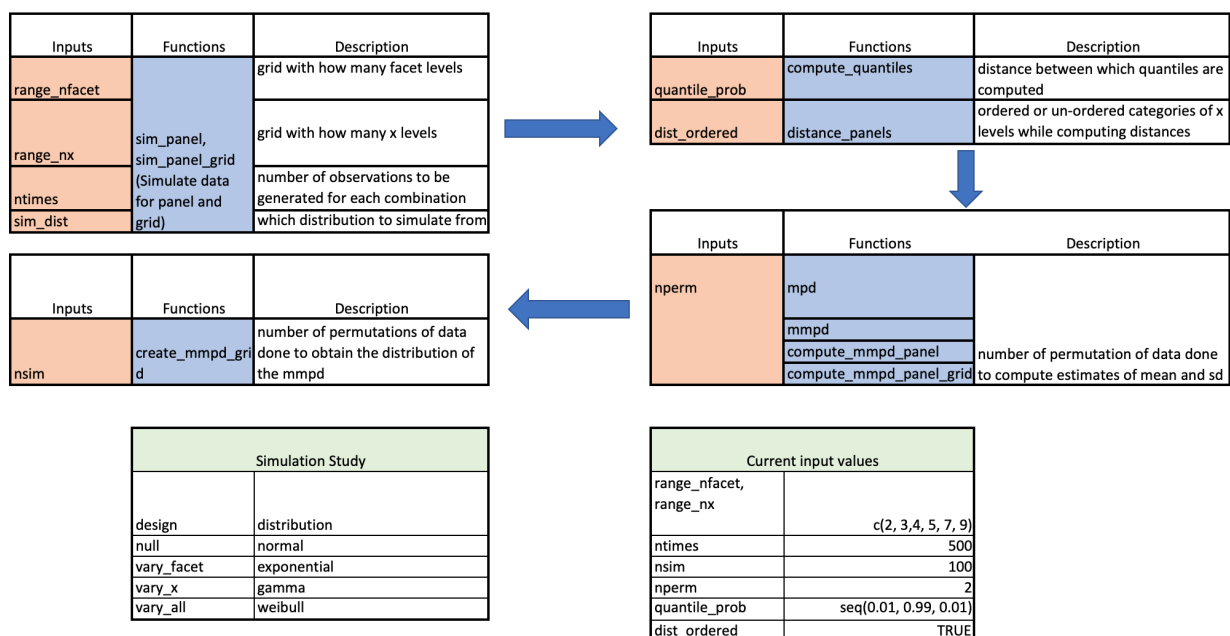 Inputs Functions Description
range_nfacet
grid with how many facet levels
range_nx
grid with how many x levels
sim_panel,
sim_panel_grid
(Simulate data
for panel and
grid)
ntimes
number of observations to be
generated for each combination
sim_dist
which distribution to simulate from
Inputs Functions Description
quantile_prob
compute_quantiles
distance between which quantiles are
computed
dist_ordered
distance_panels
ordered or un-ordered categories of x
levels while computing distances
Inputs Functions Description
nperm
mpd
mmpd
compute_mmpd_panel
compute_mmpd_panel_grid
number of permutation of data done
to compute estimates of mean and sd
Inputs Functions Description
nsim
create_mmpd_gri
d
number of permutations of data
done to obtain the distribution of
the mmpd
Simulation Study
design distribution
null normal
vary_facet exponential
vary_x gamma
vary_all weibull
Current input values
range_nfacet,
range_nx
c(2, 3,4, 5, 7, 9)
ntimes 500
nsim 100
nperm 2
quantile_prob seq(0.01, 0.99, 0.01)
dist_ordered TRUE